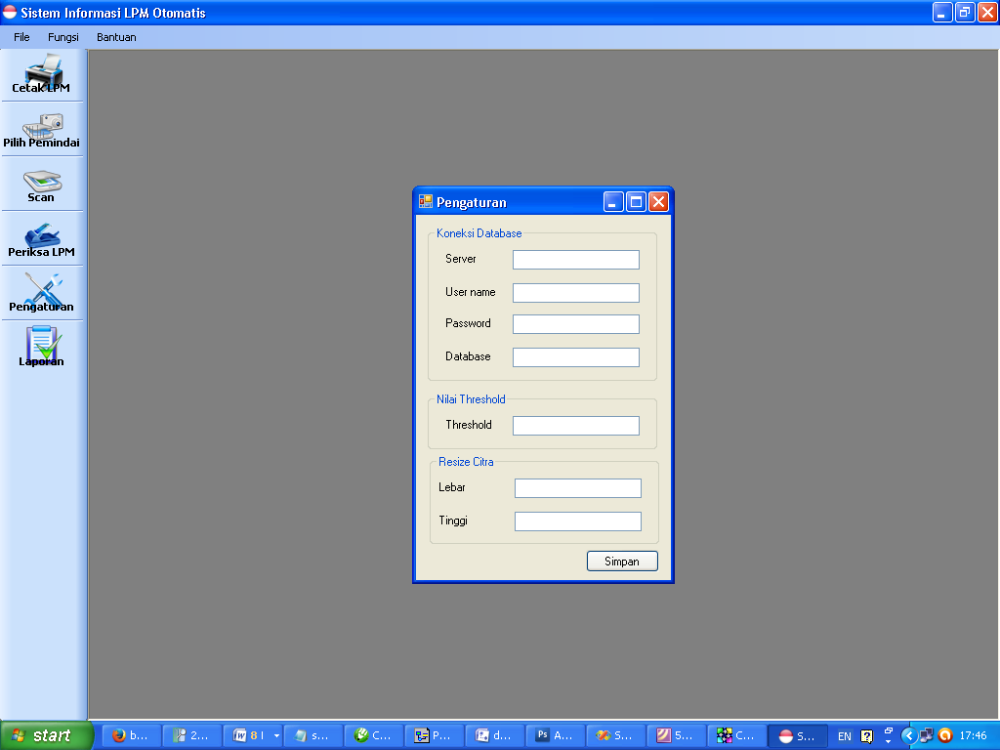 Sistem Informasi LPM Otomatis
File Fungsi Bantuan
Cetak LPM
Pilih Pemindai
Scan
Periksa LPM
Pengaturan
Laporan
Pengaturan
Koneksi Database
Server
User name
Password
Database
Nilai Threshold
Threshold
Resize Citra
Lebar
Tinggi
Simpan
start b... 2... 8 l s... C... P... d... A... S... 5... C... S... EN 17:46